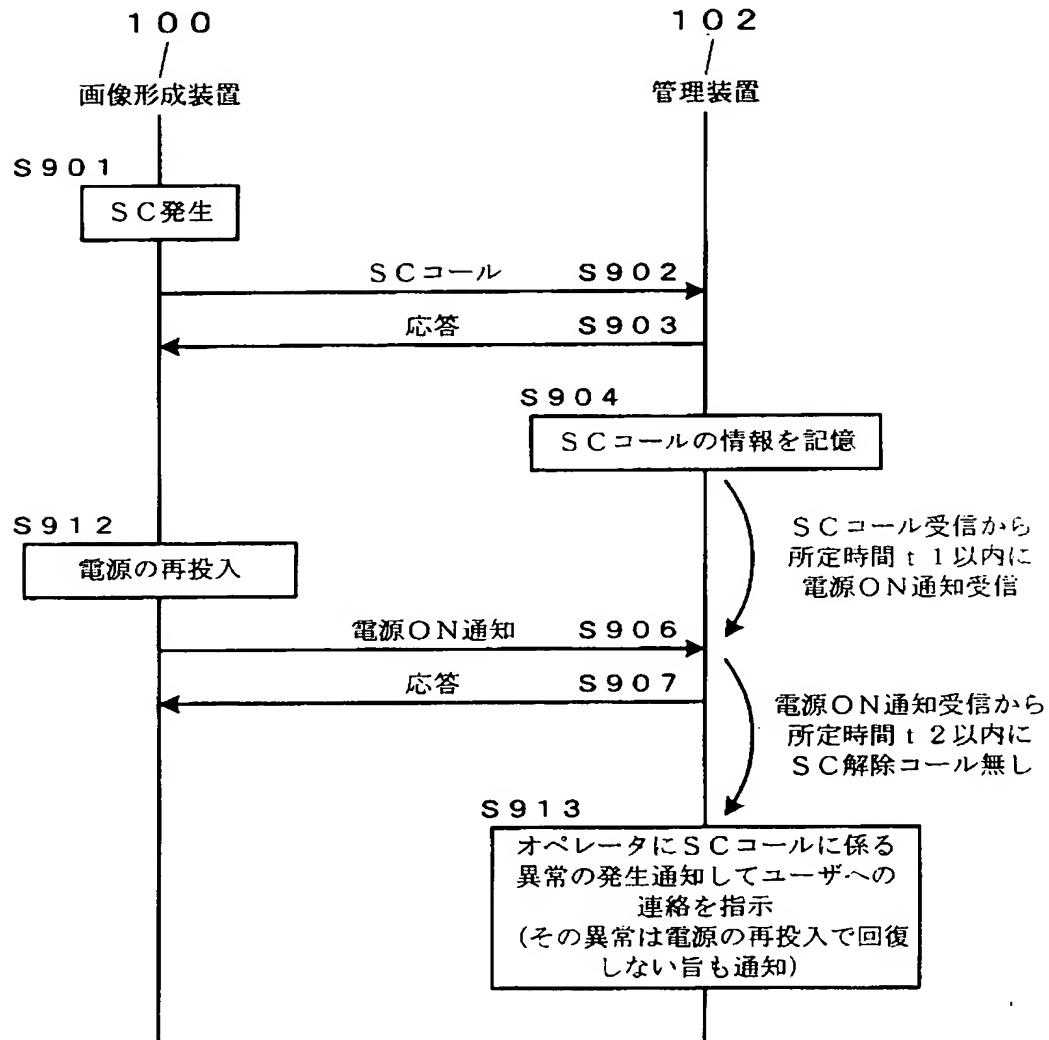 １００
１０２
画像形成装置
管理装置
Ｓ９０１
ＳＣ発生
ＳＣコール
Ｓ９０２
応答
Ｓ９０３
Ｓ９０４
ＳＣコールの情報を記憶
ＳＣコール受信から
所定時間ｔ１以内に
電源ＯＮ通知受信
Ｓ９１２
電源の再投入
電源ＯＮ通知
Ｓ９０６
応答
Ｓ９０７
電源ＯＮ通知受信から
所定時間ｔ２以内に
ＳＣ解除コール無し
Ｓ９１３
オペレータにＳＣコールに係る
異常の発生通知してユーザへの
連絡を指示
（その異常は電源の再投入で回復
しない旨も通知）